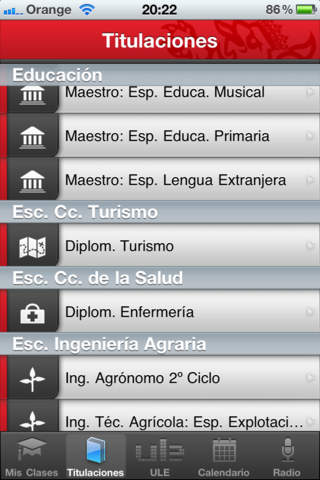 Orange 20:22 86 %
Titulaciones
Educación
Maestro: Esp. Educa. Musical
Maestro: Esp. Educa. Primaria
Maestro: Esp. Lengua Extranjera
Esc. Cc. Turismo
Diplom. Turismo
Esc. Cc. de la Salud
Diplom. Enfermería
Esc. Ingeniería Agraria
Ing. Agrónomo 2º Ciclo
Ing. Téc. Agrícola: Esp. Explotaci...
ule
Mis Clases Titulaciones ULE Calendario Radio